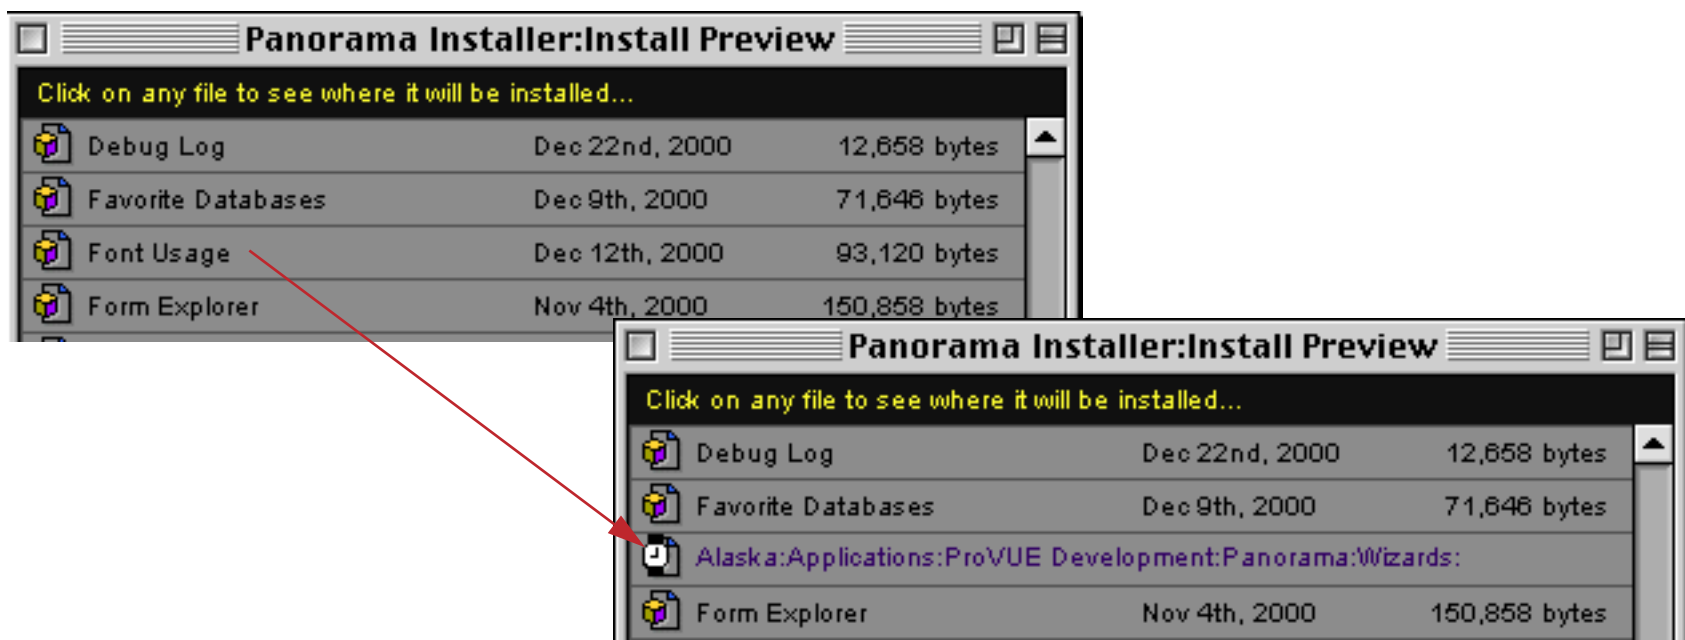 Panorama Installer:Install Preview
Click on any file to see where it will be installed...
Debug Log Dec 22nd, 2000 12,658 bytes
Favorite Databases Dec 9th, 2000 71,646 bytes
Font Usage Dec 12th, 2000 93,120 bytes
Form Explorer Nov 4th, 2000 150,858 bytes
Panorama Installer:Install Preview
Click on any file to see where it will be installed...
Debug Log Dec 22nd, 2000 12,658 bytes
Favorite Databases Dec 9th, 2000 71,646 bytes
Alaska:Applications:ProVUE Development:Panorama:Wizards:
Form Explorer Nov 4th, 2000 150,858 bytes